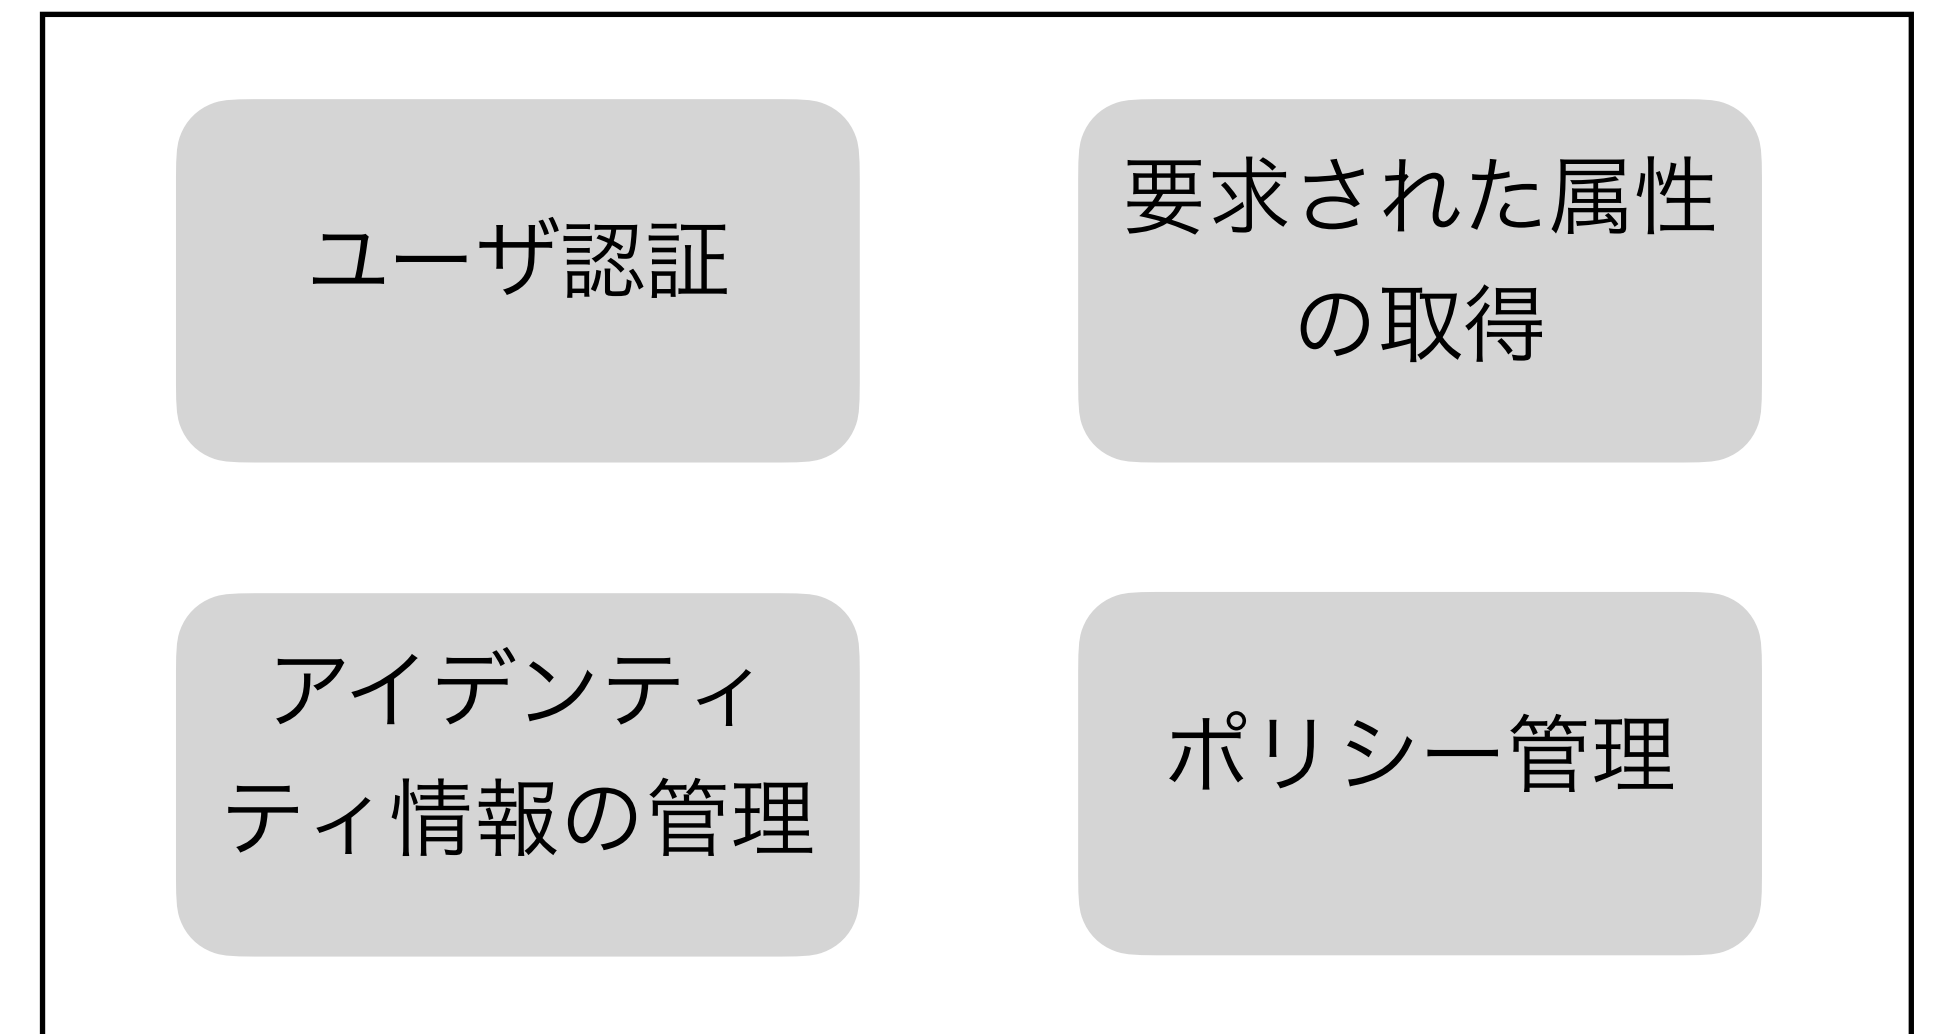 ユーザ認証
要求された属性
の取得
アイデンティ
ティ情報の管理
ポリシー管理